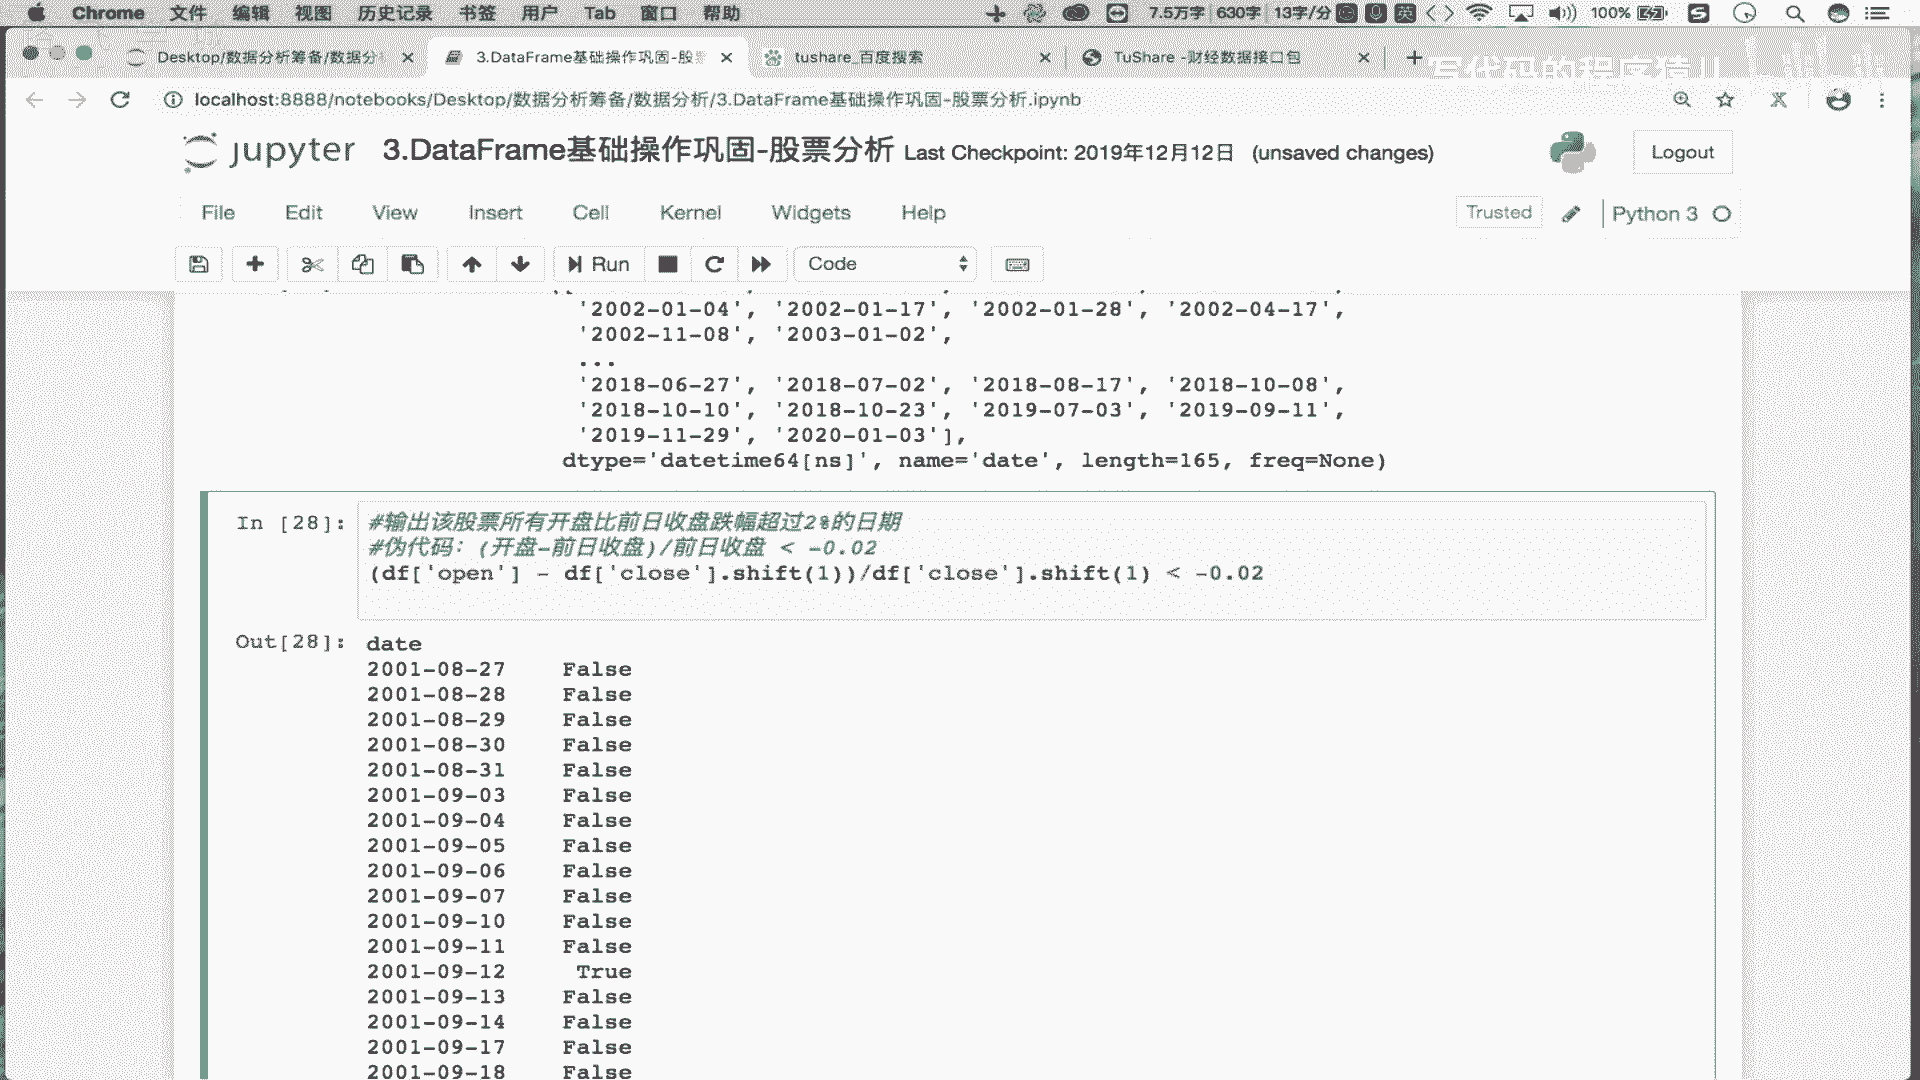 Chrome 文件 编辑 视图 历史记录 书签 用户 Tab 窗口 帮助 7.5万字 630字 13字/分 英 100%
Desktop/数据分析筹备/数据分 3.DataFrame基础操作巩固-股票 tushare_百度搜索 TuShare -财经数据接口包
写代码的程序猿JL
localhost:8888/notebooks/Desktop/数据分析筹备/数据分析/3.DataFrame基础操作巩固-股票分析.ipynb
jupyter 3.DataFrame基础操作巩固-股票分析 Last Checkpoint: 2019年12月12日 (unsaved changes) Logout
File Edit View Insert Cell Kernel Widgets Help Trusted Python 3
Run Code
'2002-01-04', '2002-01-17', '2002-01-28', '2002-04-17',
'2002-11-08', '2003-01-02',
...
'2018-06-27', '2018-07-02', '2018-08-17', '2018-10-08',
'2018-10-10', '2018-10-23', '2019-07-03', '2019-09-11',
'2019-11-29', '2020-01-03'],
dtype='datetime64[ns]', name='date', length=165, freq=None)
In [28]: #输出该股票所有开盘比前日收盘跌幅超过2%的日期
#伪代码：(开盘-前日收盘)/前日收盘 < -0.02
(df['open'] - df['close'].shift(1))/df['close'].shift(1) < -0.02
Out[28]: date
2001-08-27 False
2001-08-28 False
2001-08-29 False
2001-08-30 False
2001-08-31 False
2001-09-03 False
2001-09-04 False
2001-09-05 False
2001-09-06 False
2001-09-07 False
2001-09-10 False
2001-09-11 False
2001-09-12 True
2001-09-13 False
2001-09-14 False
2001-09-17 False
2001-09-18 False